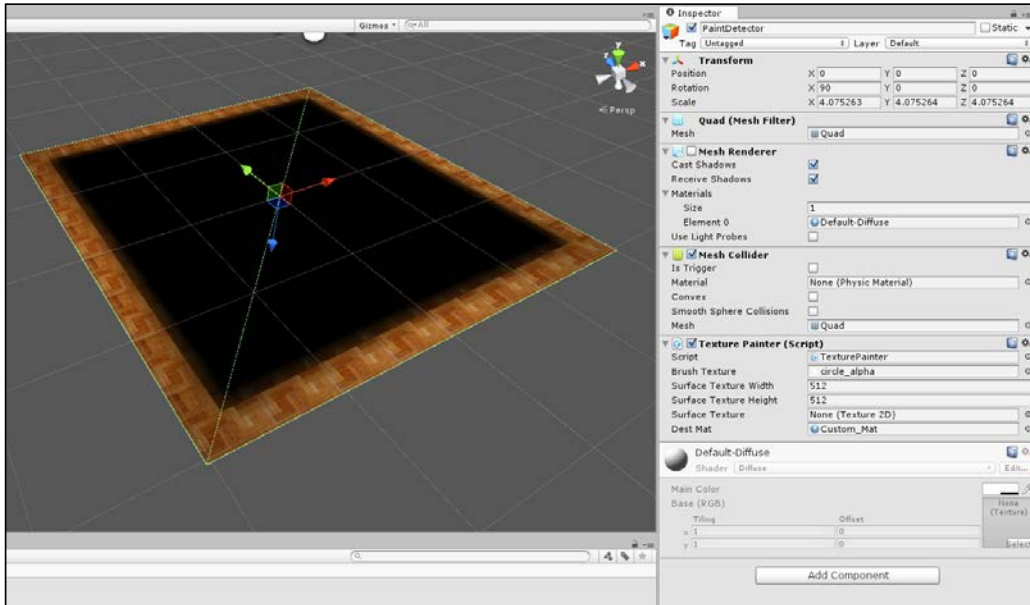 Gizmos
All
y
z
x
Persp
Inspector
PaintDetector
Static
Tag Untagged Layer Default
Transform
Position X 0 Y 0 Z 0
Rotation X 90 Y 0 Z 0
Scale X 4.075263 Y 4.075264 Z 4.075264
Quad (Mesh Filter)
Mesh Quad
Mesh Renderer
Cast Shadows
Receive Shadows
Materials
Size 1
Element 0 Default-Diffuse
Use Light Probes
Mesh Collider
Is Trigger
Material None (Physic Material)
Convex
Smooth Sphere Collisions
Mesh Quad
Texture Painter (Script)
Script TexturePainter
Brush Texture circle_alpha
Surface Texture Width 512
Surface Texture Height 512
Surface Texture None (Texture 2D)
Dest Mat Custom_Mat
Default-Diffuse
Shader Diffuse Edit...
Main Color
Base (RGB)
None
(Texture)
Tiling Offset
x 1 0
y 1 0
Select
Add Component